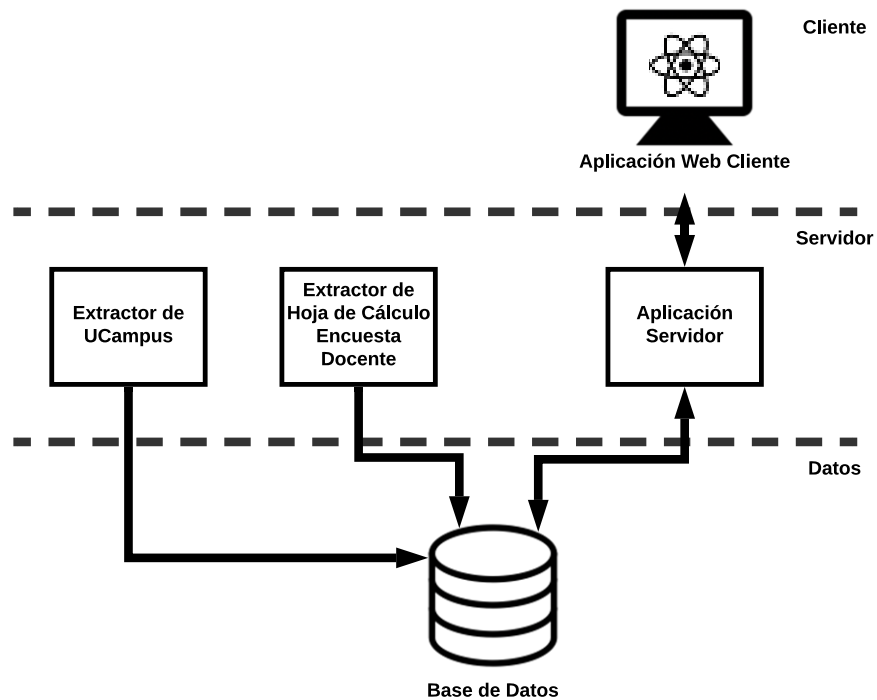 Cliente
Aplicación Web Cliente
Servidor
Extractor de
UCampus
Extractor de
Hoja de Cálculo
Encuesta
Docente
Aplicación
Servidor
Datos
Base de Datos